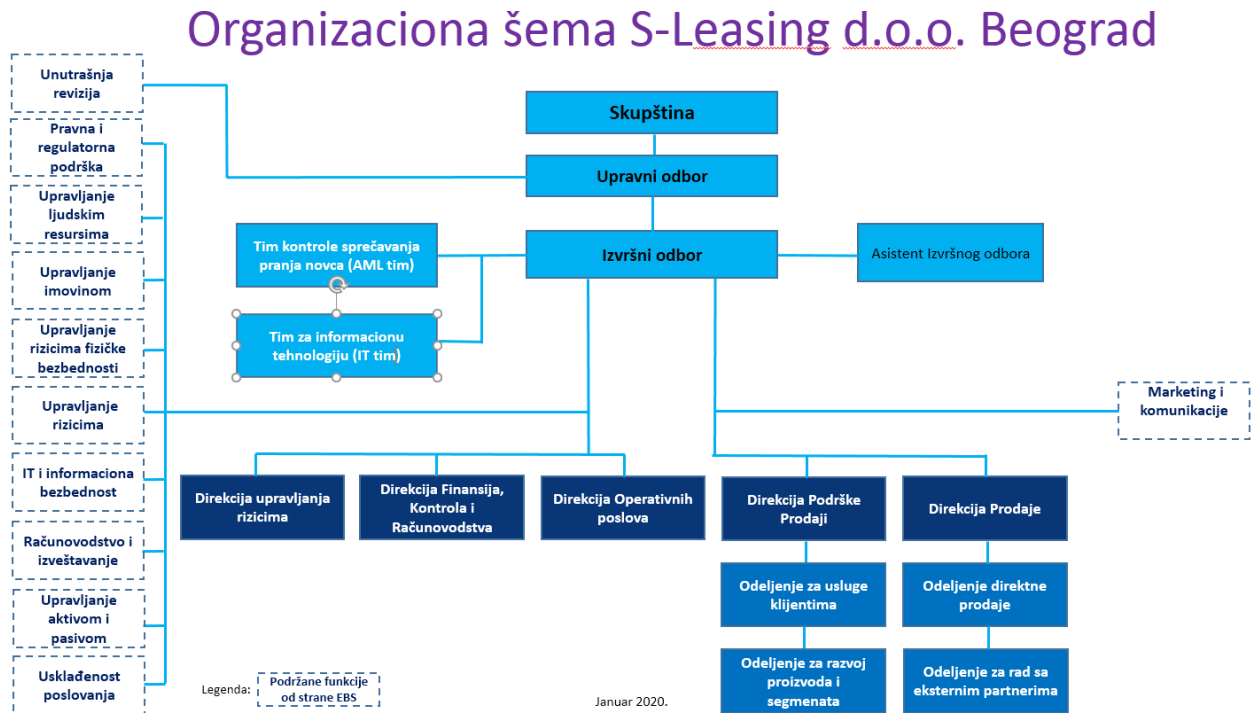 Organizaciona šema S-Leasing d.o.o. Beograd
Unutrašnja
revizija
Pravna i
regulatorna
podrška
Upravljanje
ljudskim
resursima
Upravljanje
imovinom
Upravljanje
rizicima fizičke
bezbednosti
Upravljanje
rizicima
IT i informaciona
bezbednost
Računovodstvo i
izveštavanje
Upravljanje
aktivom i
pasivom
Usklađenost
poslovanja
Skupština
Upravni odbor
Izvršni odbor
Tim kontrole sprečavanja
pranja novca (AML tim)
Tim za informacionu
tehnologiju (IT tim)
Asistent Izvršnog odbora
Marketing i
komunikacije
Direkcija upravljanja
rizicima
Direkcija Finansija,
Kontrola i
Računovodstva
Direkcija Operativnih
poslova
Direkcija Podrške
Prodaji
Direkcija Prodaje
Odeljenje za usluge
klijentima
Odeljenje direktne
prodaje
Odeljenje za razvoj
proizvoda i
segmenata
Odeljenje za rad sa
eksternim partnerima
Legenda:
Podržane funkcije
od strane EBS
Januar 2020.